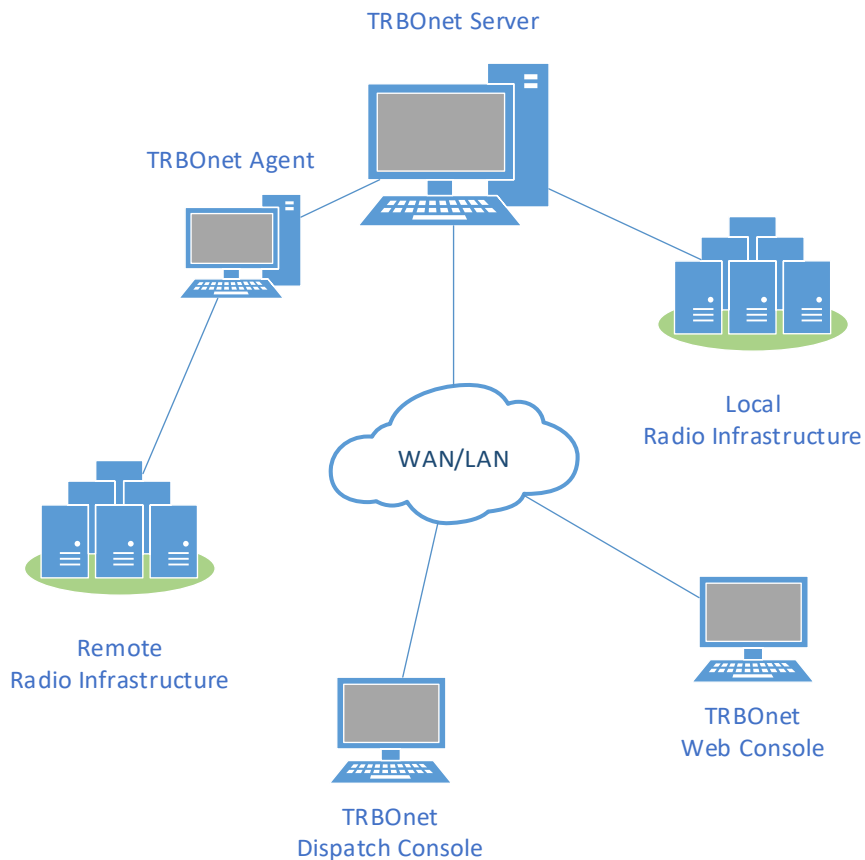 TRBOnet Server
TRBOnet Agent
Local
Radio Infrastructure
WAN/LAN
Remote
Radio Infrastructure
TRBOnet
Web Console
TRBOnet
Dispatch Console